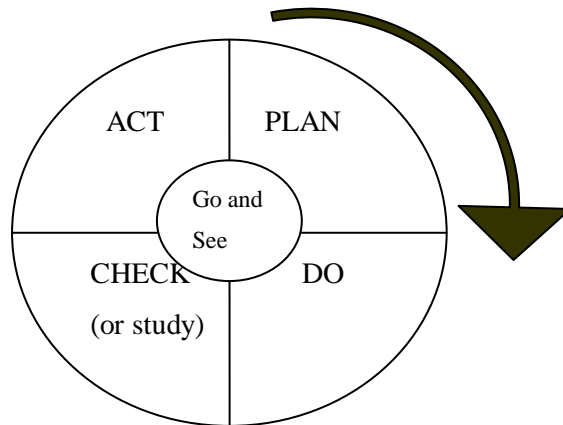 ACT
PLAN
Go and
See
CHECK
DO
(or study)